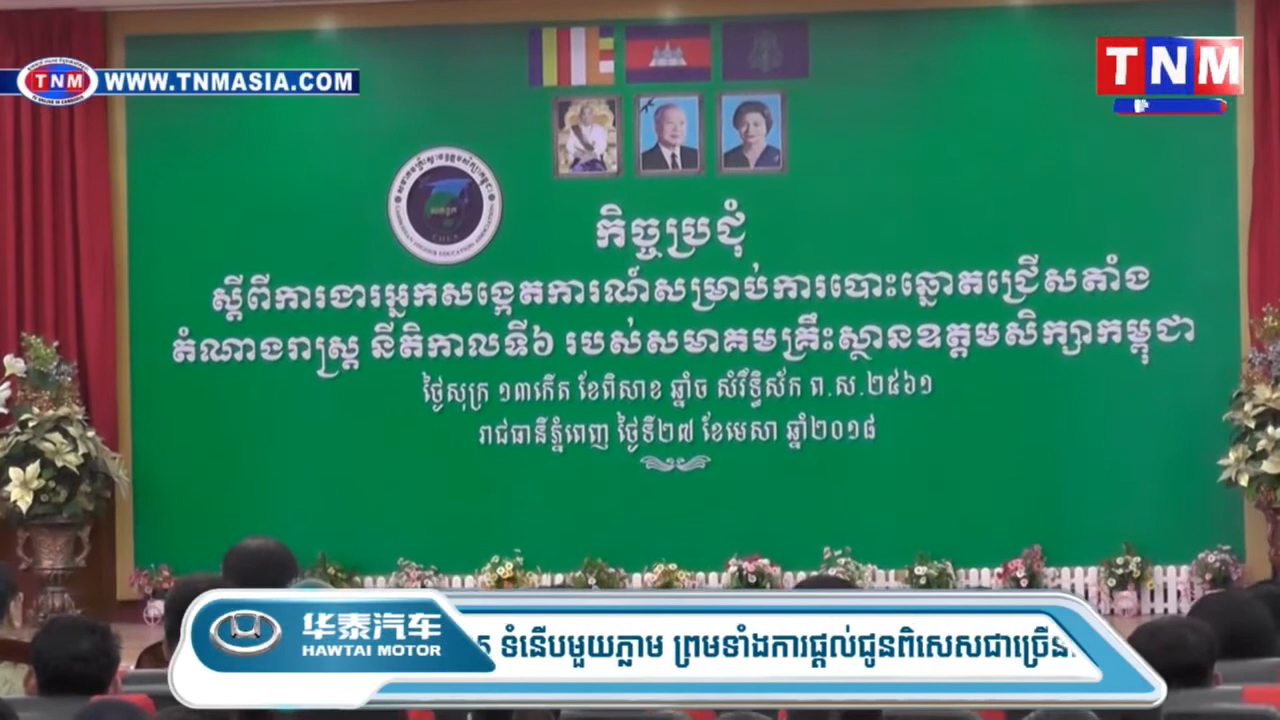 WWW.TNMASIA.COM
TNM
TNM
កិច្ចប្រជុំ
ស្តីពីការងារអ្នកសង្កេតការណ៍សម្រាប់ការបោះឆ្នោតជ្រើសតាំង
តំណាងរាស្ត្រ នីតិកាលទី៦ របស់សមាគមគ្រឹះស្ថានឧត្តមសិក្សាកម្ពុជា
ថ្ងៃសុក្រ ១៣កើត ខែពិសាខ ឆ្នាំច សំរឹទ្ធិស័ក ព.ស.២៥៦១
រាជធានីភ្នំពេញ ថ្ងៃទី២៧ ខែមេសា ឆ្នាំ២០១៨
华泰汽车
HAWTAI MOTOR
ទំនើបមួយភ្លាម ព្រមទាំងការផ្តល់ជូនពិសេសជាច្រើន